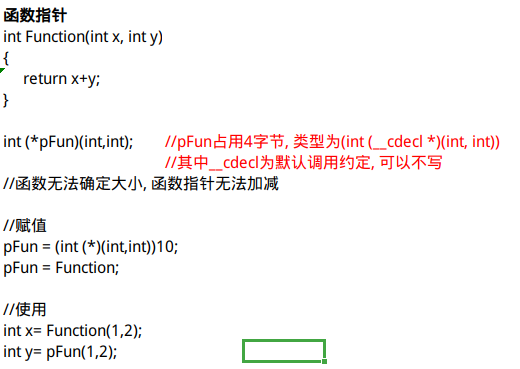 函数指针
int Function(int x, int y)
{
return x+y;
}
int (*pFun)(int,int); //pFun占用4字节, 类型为(int (__cdecl *)(int, int))
//其中__cdecl为默认调用约定, 可以不写
//函数无法确定大小, 函数指针无法加减
//赋值
pFun = (int (*)(int,int))10;
pFun = Function;
//使用
int x= Function(1,2);
int y= pFun(1,2);